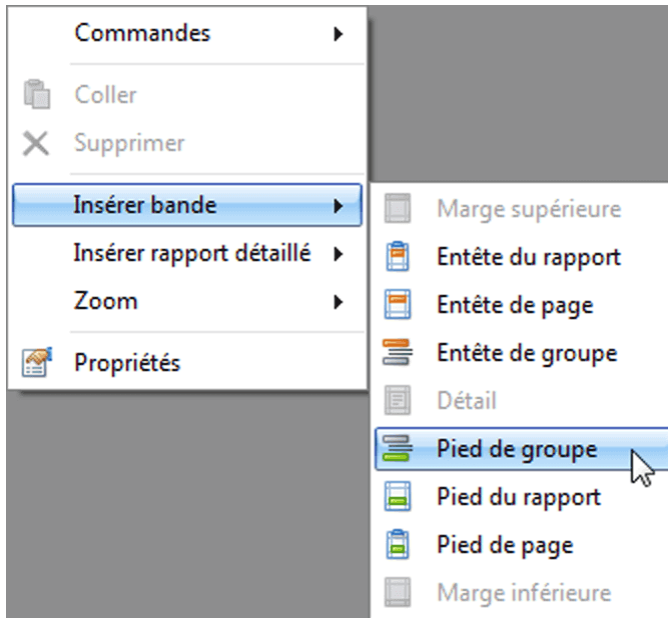 Commandes
Coller
Supprimer
Insérer bande
Insérer rapport détaillé
Zoom
Propriétés
Marge supérieure
Entête du rapport
Entête de page
Entête de groupe
Détail
Pied de groupe
Pied du rapport
Pied de page
Marge inférieure